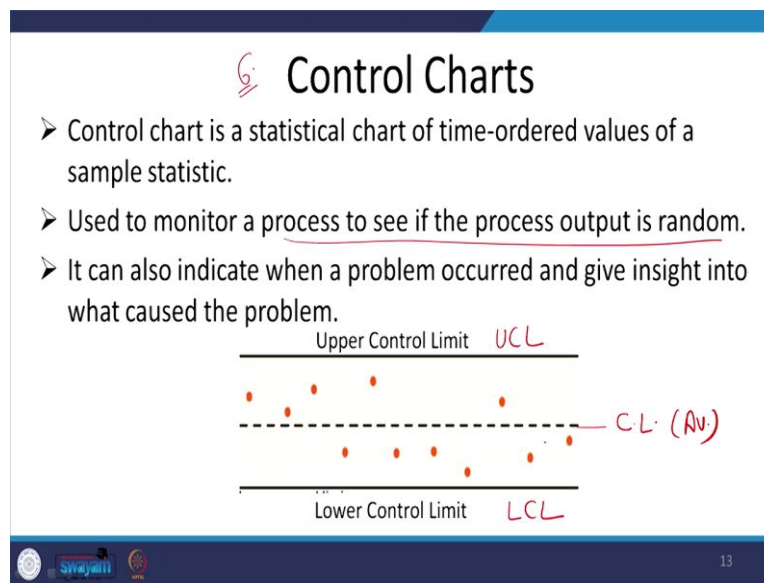 6. Control Charts
➤ Control chart is a statistical chart of time-ordered values of a
sample statistic.
➤ Used to monitor a process to see if the process output is random.
➤ It can also indicate when a problem occurred and give insight into
what caused the problem.
Upper Control Limit UCL
C.L. (Av.)
Lower Control Limit LCL
swayam
13